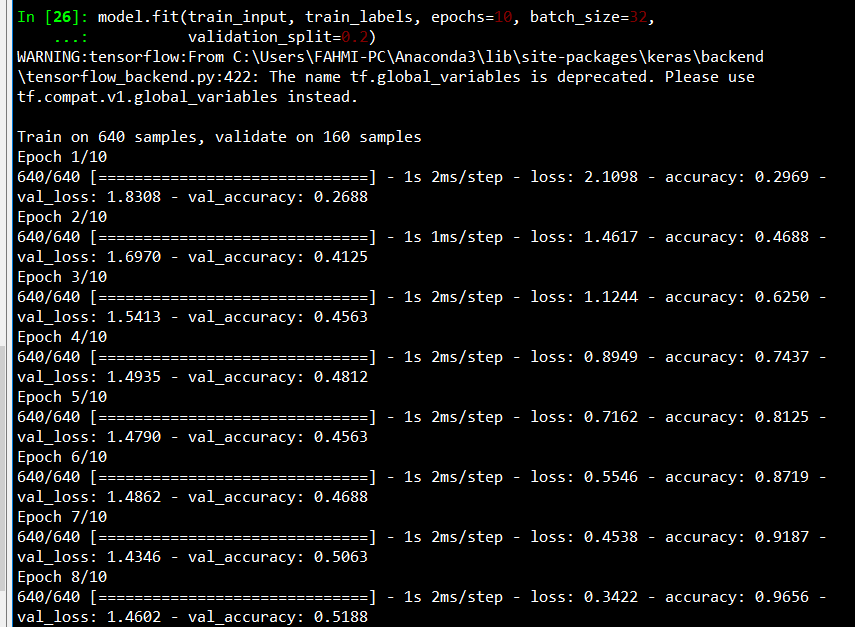 In [26]: model.fit(train_input, train_labels, epochs=10, batch_size=32,
...: validation_split=0.2)
WARNING:tensorflow:From C:\Users\FAHMI-PC\Anaconda3\lib\site-packages\keras\backend
\tensorflow_backend.py:422: The name tf.global_variables is deprecated. Please use
tf.compat.v1.global_variables instead.
Train on 640 samples, validate on 160 samples
Epoch 1/10
640/640 [==============================] - 1s 2ms/step - loss: 2.1098 - accuracy: 0.2969 -
val_loss: 1.8308 - val_accuracy: 0.2688
Epoch 2/10
640/640 [==============================] - 1s 1ms/step - loss: 1.4617 - accuracy: 0.4688 -
val_loss: 1.6970 - val_accuracy: 0.4125
Epoch 3/10
640/640 [==============================] - 1s 2ms/step - loss: 1.1244 - accuracy: 0.6250 -
val_loss: 1.5413 - val_accuracy: 0.4563
Epoch 4/10
640/640 [==============================] - 1s 2ms/step - loss: 0.8949 - accuracy: 0.7437 -
val_loss: 1.4935 - val_accuracy: 0.4812
Epoch 5/10
640/640 [==============================] - 1s 2ms/step - loss: 0.7162 - accuracy: 0.8125 -
val_loss: 1.4790 - val_accuracy: 0.4563
Epoch 6/10
640/640 [==============================] - 1s 2ms/step - loss: 0.5546 - accuracy: 0.8719 -
val_loss: 1.4862 - val_accuracy: 0.4688
Epoch 7/10
640/640 [==============================] - 1s 2ms/step - loss: 0.4538 - accuracy: 0.9187 -
val_loss: 1.4346 - val_accuracy: 0.5063
Epoch 8/10
640/640 [==============================] - 1s 2ms/step - loss: 0.3422 - accuracy: 0.9656 -
val_loss: 1.4602 - val_accuracy: 0.5188